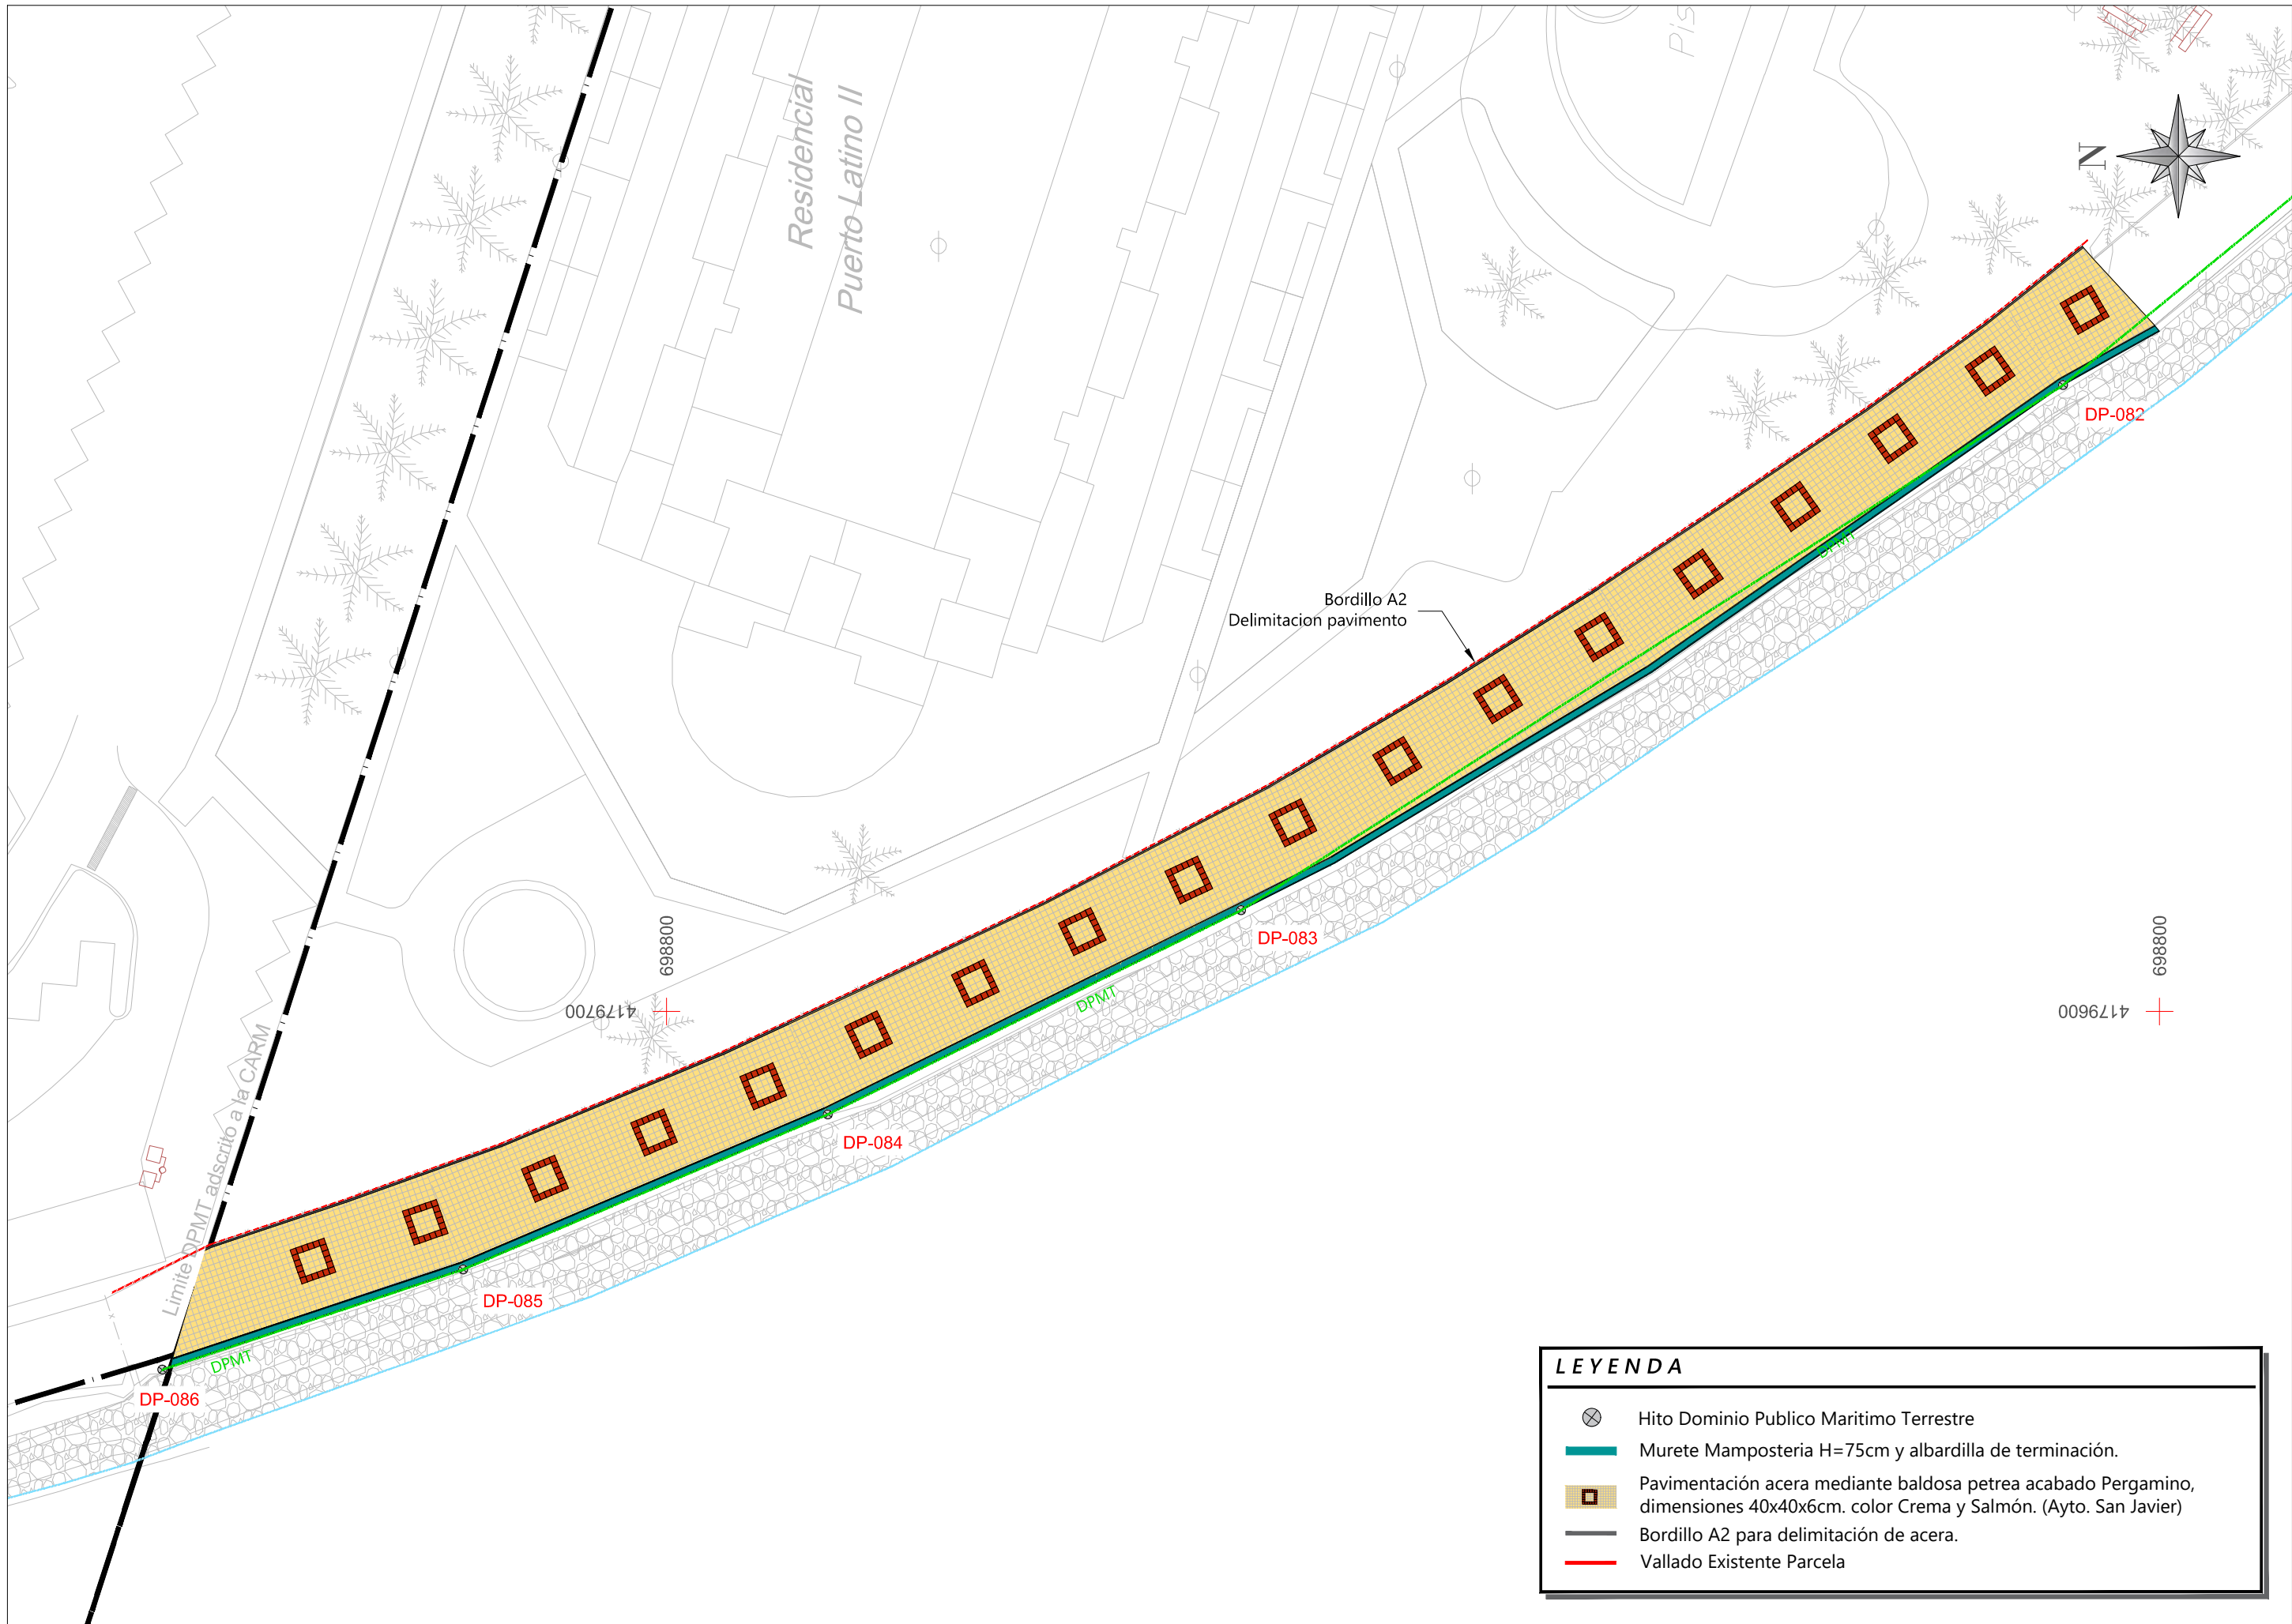 Residencial
Puerto Latino II
Pis
N
DP-082
DPMT
Bordillo A2
Delimitacion pavimento
698800
4179700
698800
4179600
DP-083
DPMT
DP-084
Limite DPMT adscrito a la CARM
DP-085
DPMT
DP-086
LEYENDA
Hito Dominio Publico Maritimo Terrestre
Murete Mamposteria H=75cm y albardilla de terminación.
Pavimentación acera mediante baldosa petrea acabado Pergamino,
dimensiones 40x40x6cm. color Crema y Salmón. (Ayto. San Javier)
Bordillo A2 para delimitación de acera.
Vallado Existente Parcela